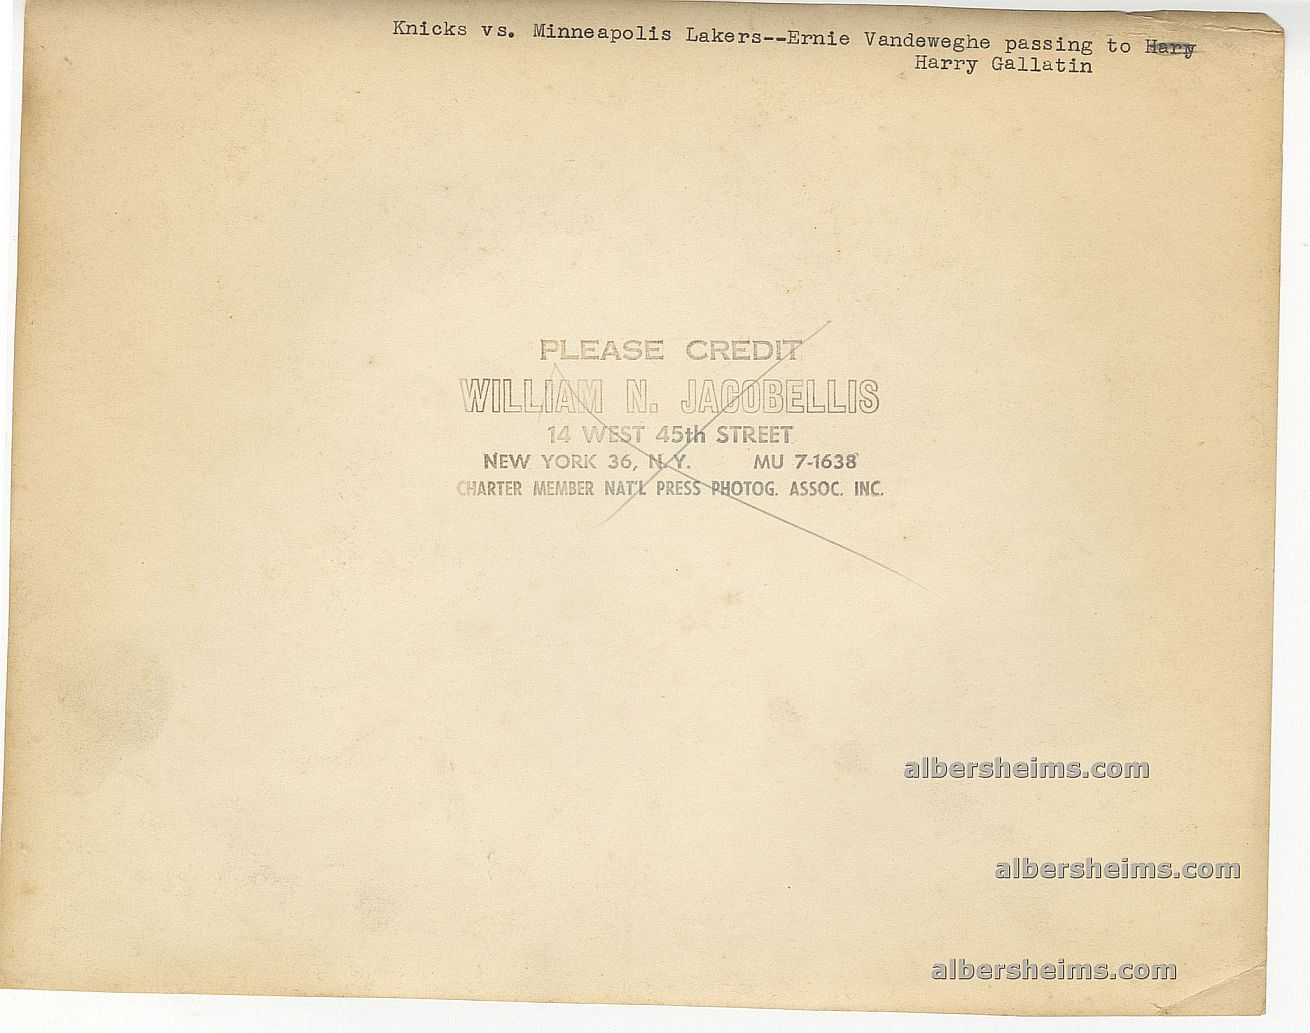 Knicks vs. Minneapolis Lakers--Ernie Vandeweghe passing to Hary
Harry Gallatin
PLEASE CREDIT
WILLIAM N. JACOBELLIS
14 WEST 45th STREET
NEW YORK 36, N.Y. MU 7-1638
CHARTER MEMBER NAT'L PRESS PHOTOG. ASSOC. INC.
albersheims.com
albersheims.com
albersheims.com